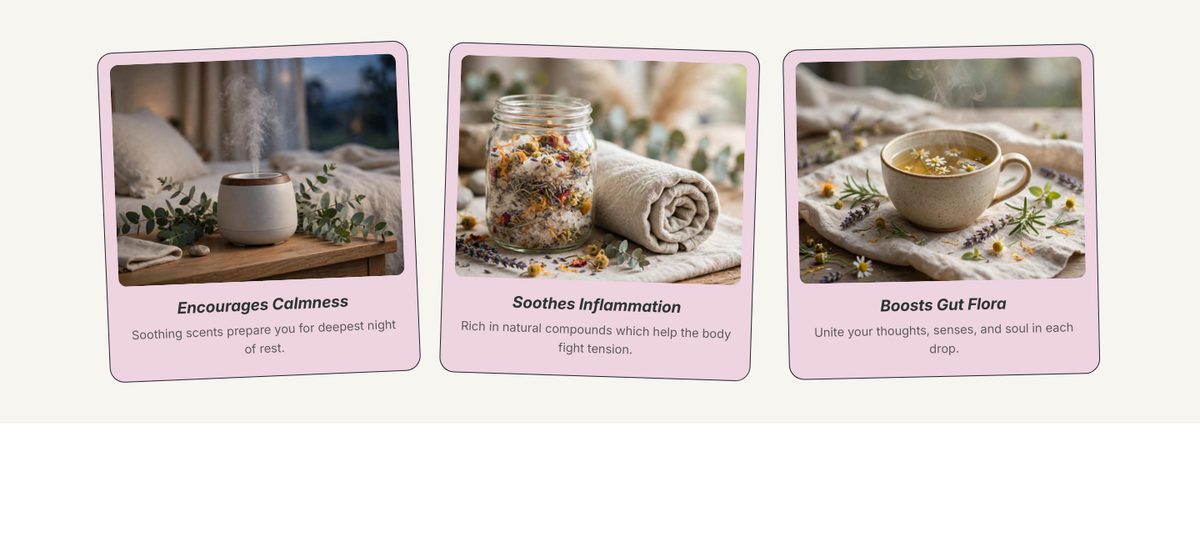 Encourages Calmness
Soothing scents prepare you for deepest night
of rest.
Soothes Inflammation
Rich in natural compounds which help the body
fight tension.
Boosts Gut Flora
Unite your thoughts, senses, and soul in each
drop.